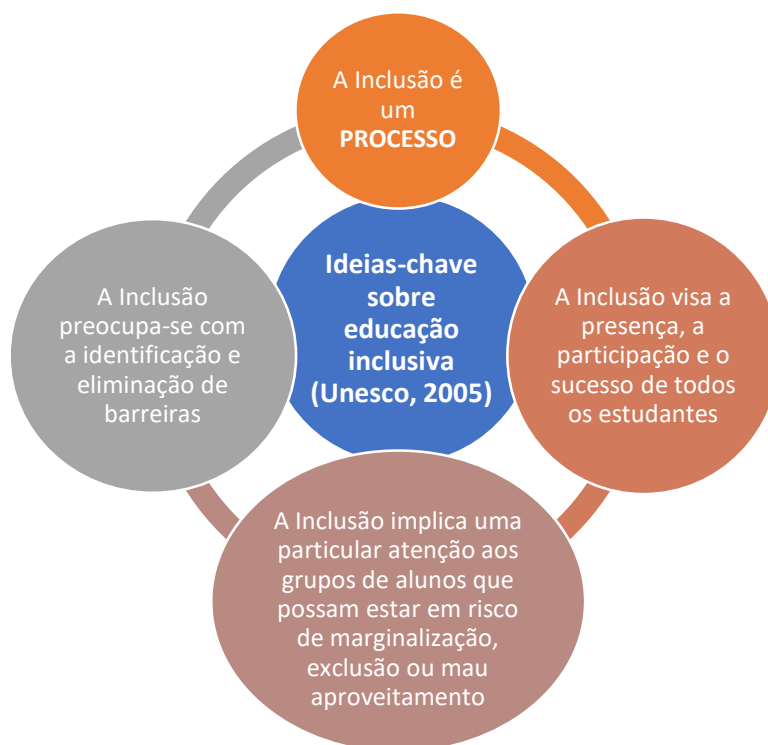 A Inclusão é
um
PROCESSO
Ideias-chave
sobre
educação
inclusiva
(Unesco, 2005)
A Inclusão
preocupa-se com
a identificação e
eliminação de
barreiras
A Inclusão visa a
presença, a
participação e o
sucesso de todos
os estudantes
A Inclusão implica uma
particular atenção aos
grupos de alunos que
possam estar em risco
de marginalização,
exclusão ou mau
aproveitamento